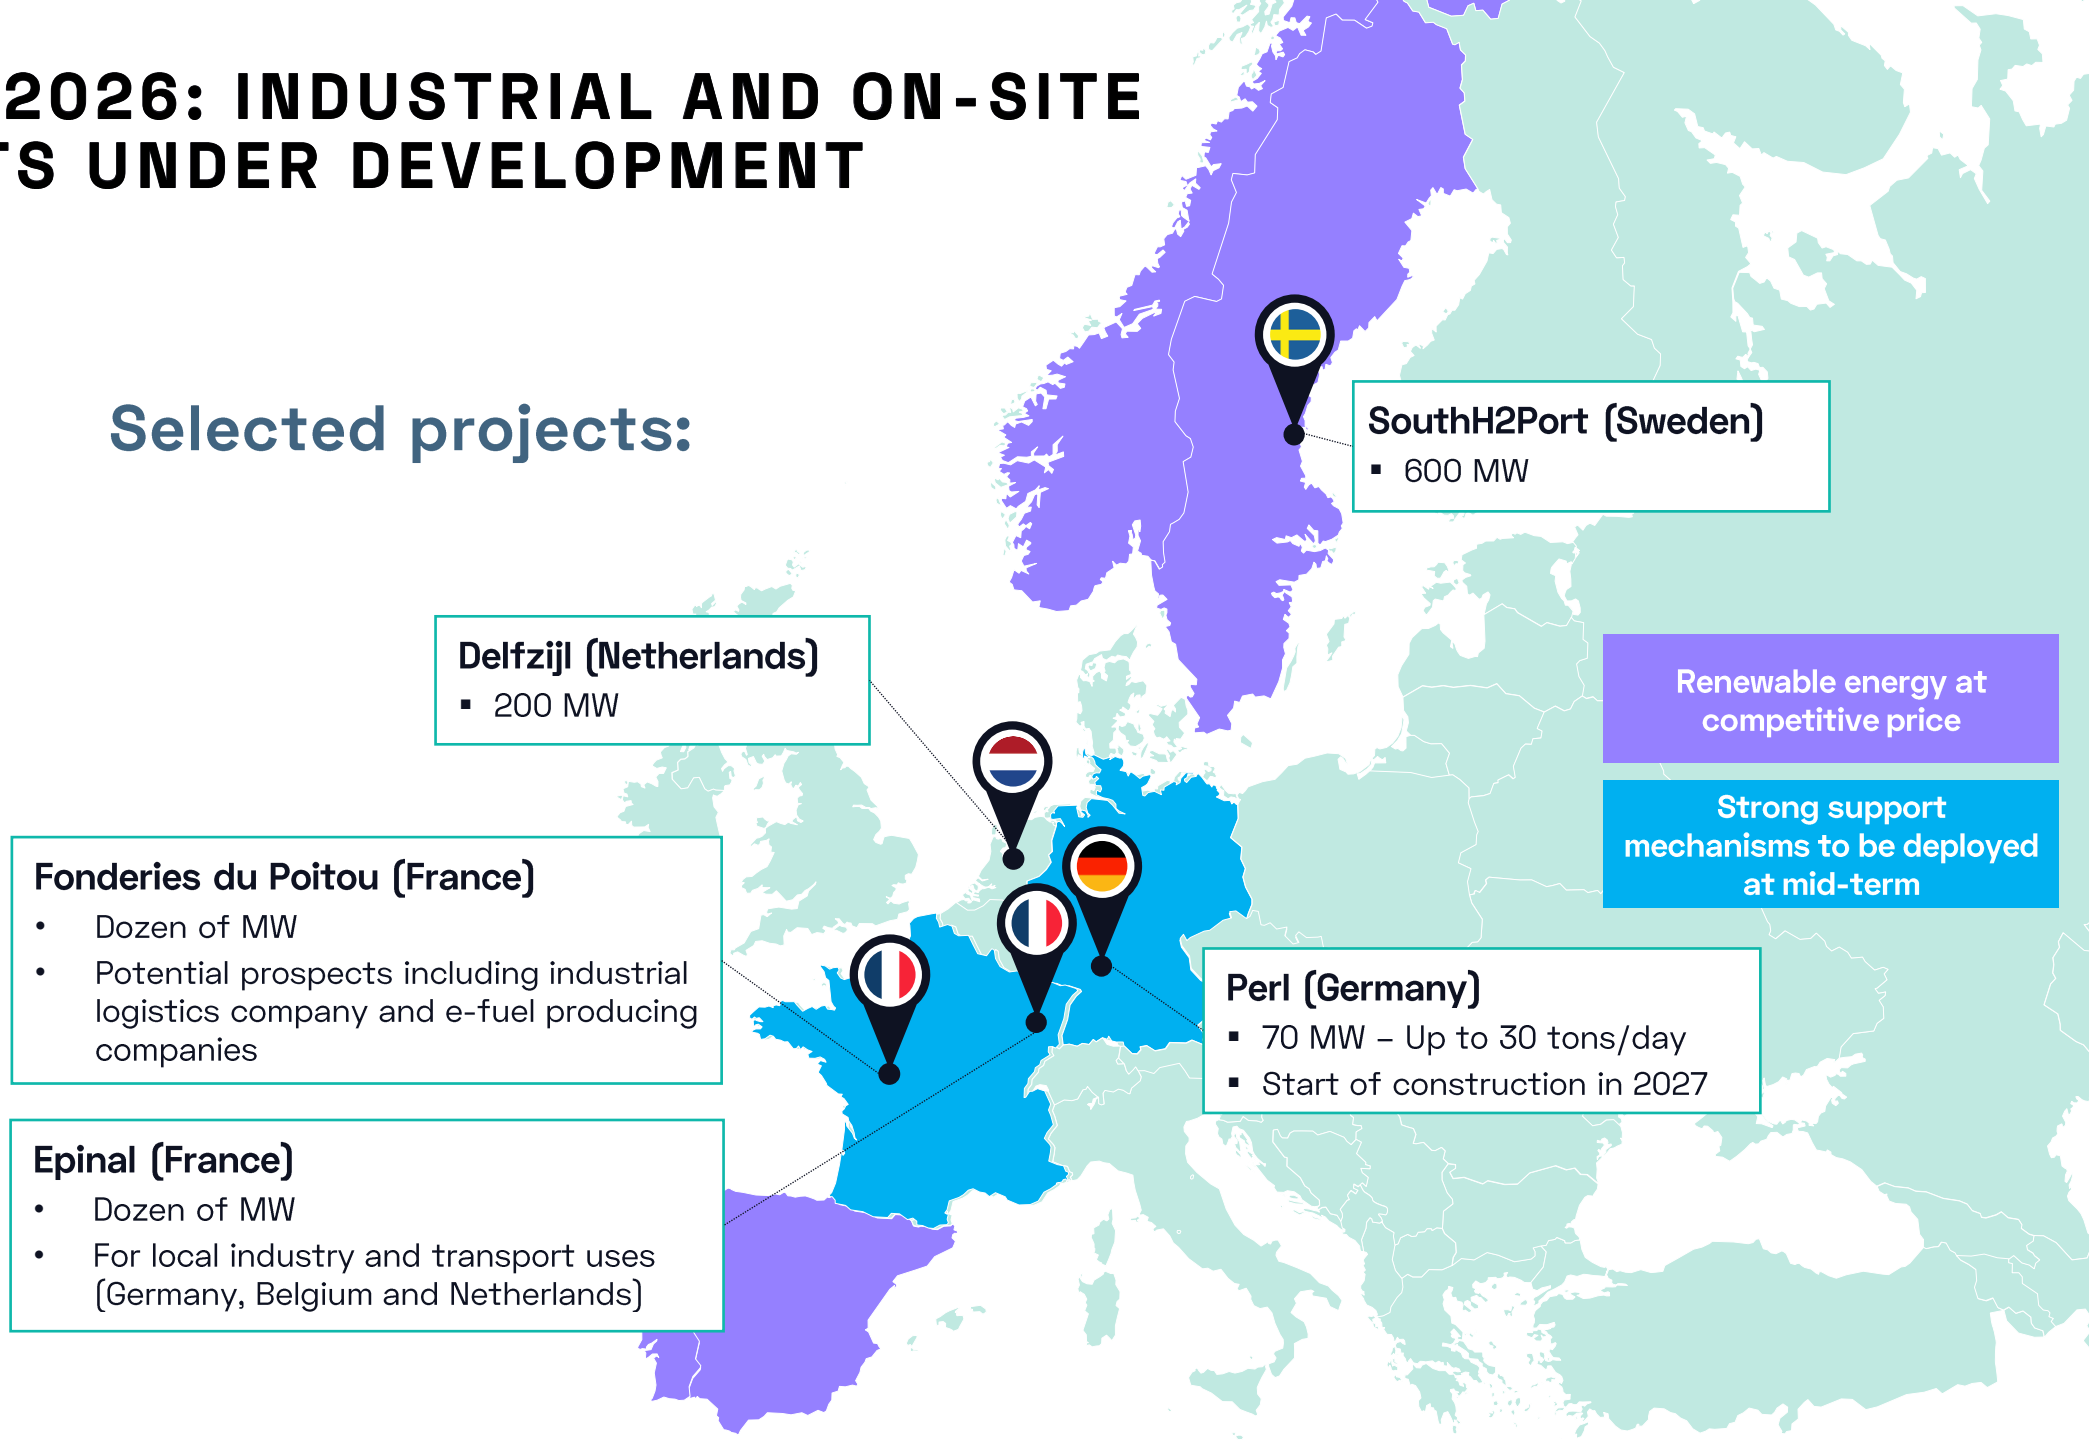 2026: INDUSTRIAL AND ON-SITE
TS UNDER DEVELOPMENT
Selected projects:
SouthH2Port (Sweden)
▪ 600 MW
Delfzijl (Netherlands)
▪ 200 MW
Renewable energy at
competitive price
Strong support
mechanisms to be deployed
at mid-term
Fonderies du Poitou (France)
• Dozen of MW
• Potential prospects including industrial
logistics company and e-fuel producing
companies
Perl (Germany)
▪ 70 MW – Up to 30 tons/day
▪ Start of construction in 2027
Epinal (France)
• Dozen of MW
• For local industry and transport uses
(Germany, Belgium and Netherlands)